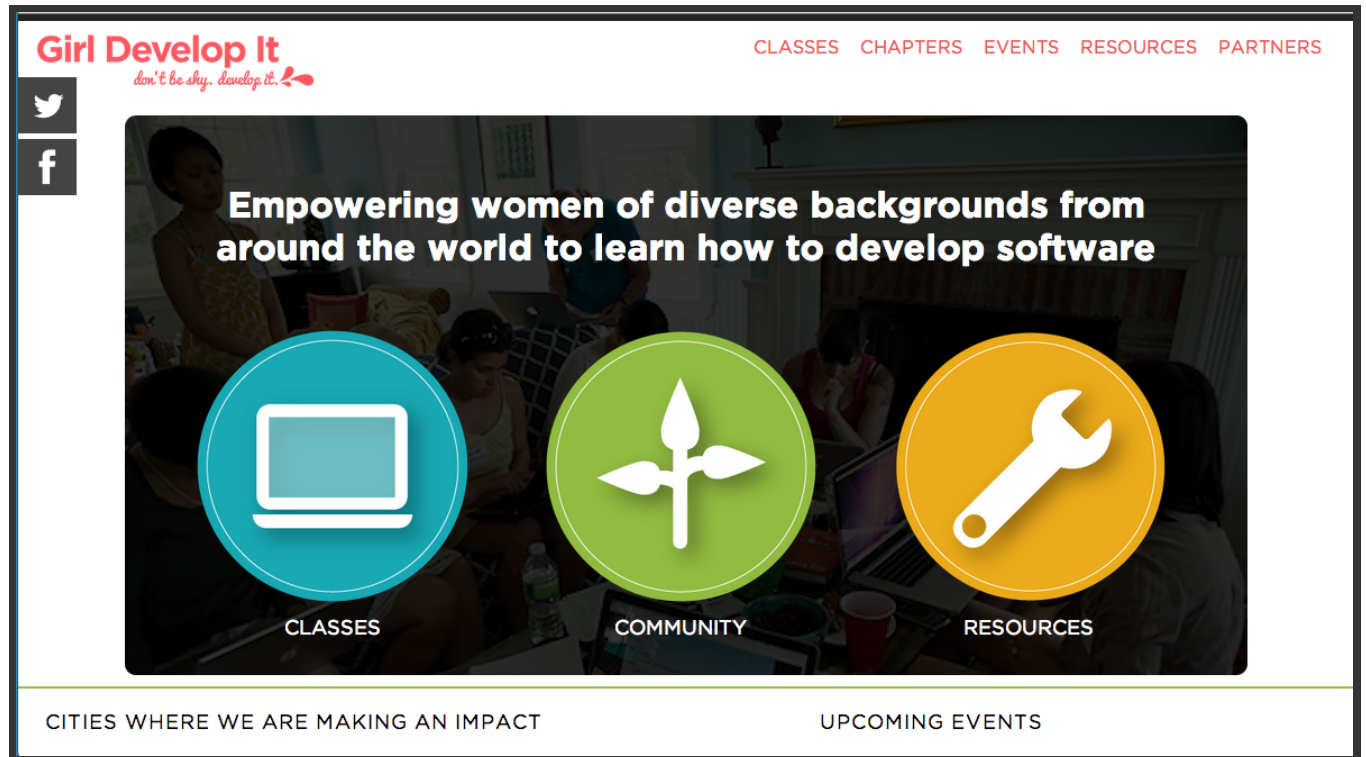 Girl Develop It
don't be shy. develop it.
CLASSES CHAPTERS EVENTS RESOURCES PARTNERS
f
Empowering women of diverse backgrounds from
around the world to learn how to develop software
CLASSES COMMUNITY RESOURCES
CITIES WHERE WE ARE MAKING AN IMPACT
UPCOMING EVENTS